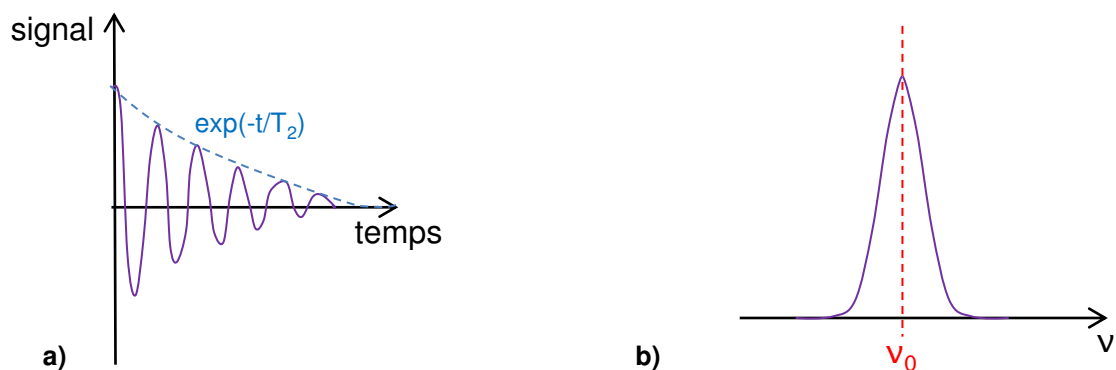 signal
exp(-t/T₂)
temps
a)
b)
ν₀
ν